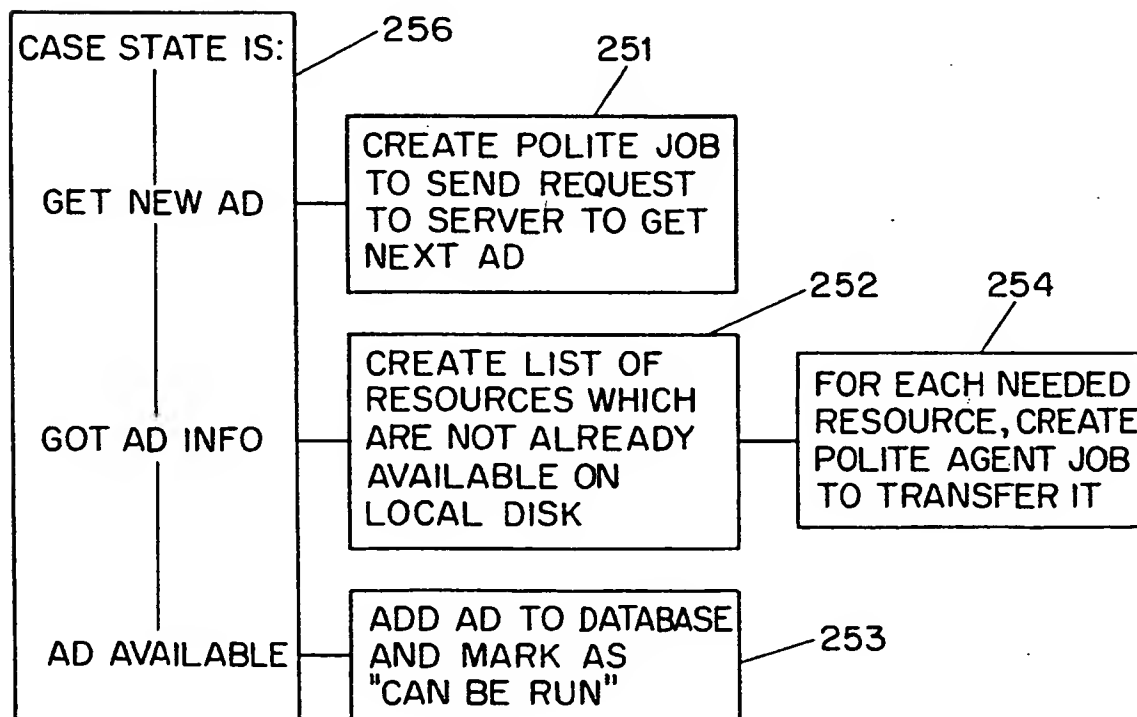 CASE STATE IS:
256
251
CREATE POLITE JOB
TO SEND REQUEST
TO SERVER TO GET
NEXT AD
GET NEW AD
252
254
CREATE LIST OF
RESOURCES WHICH
ARE NOT ALREADY
AVAILABLE ON
LOCAL DISK
FOR EACH NEEDED
RESOURCE, CREATE
POLITE AGENT JOB
TO TRANSFER IT
GOT AD INFO
ADD AD TO DATABASE
AND MARK AS
"CAN BE RUN"
253
AD AVAILABLE